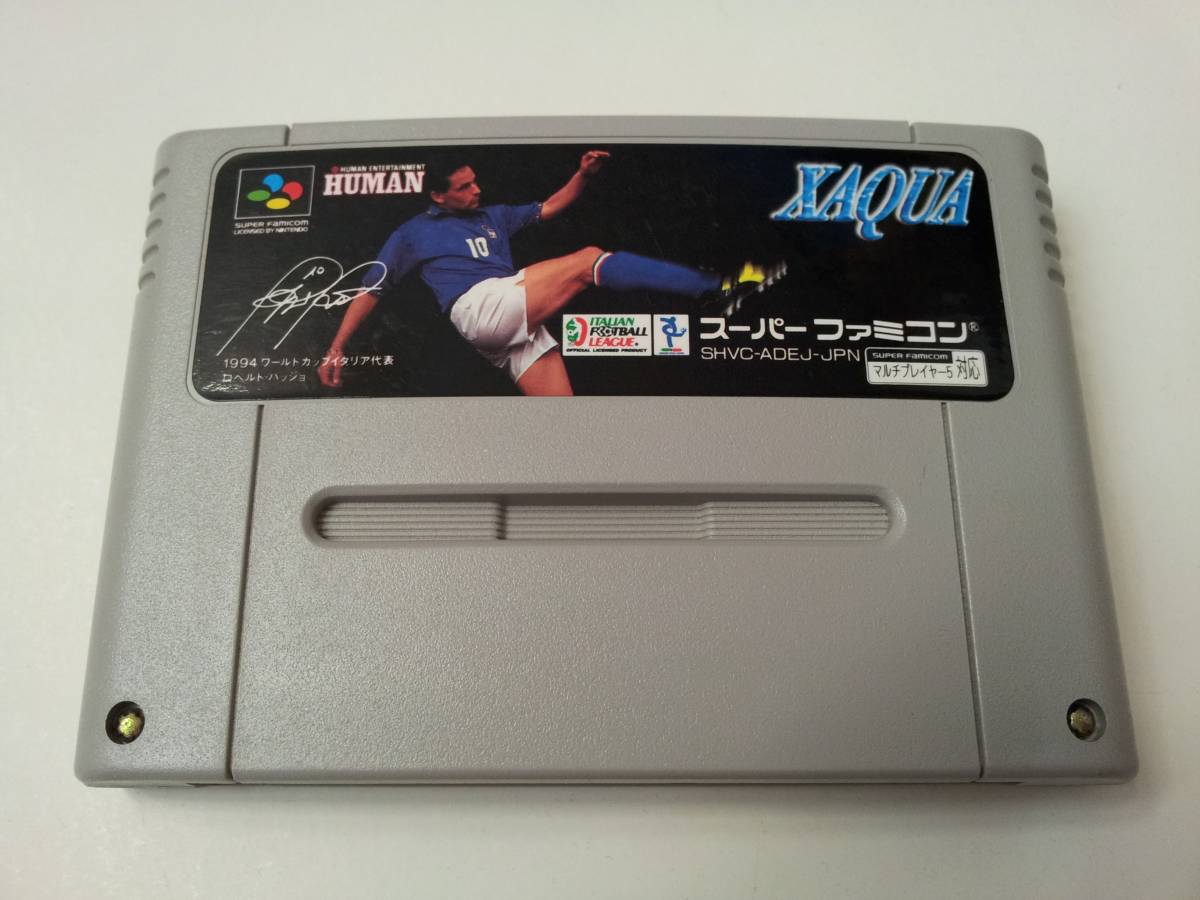 HUMAN ENTERTAINMENT
HUMAN
XAQUA
SUPER FAMICOM
LICENSED BY NINTENDO
10
10
1994 ワールドカップイタリア代表
ロベルト・バッジョ
ITALIAN
FOOTBALL
LEAGUE
OFFICIAL LICENSED PRODUCT
スーパーファミコン®
SHVC-ADEJ-JPN
SUPER FAMICOM
マルチプレイヤー5 対応